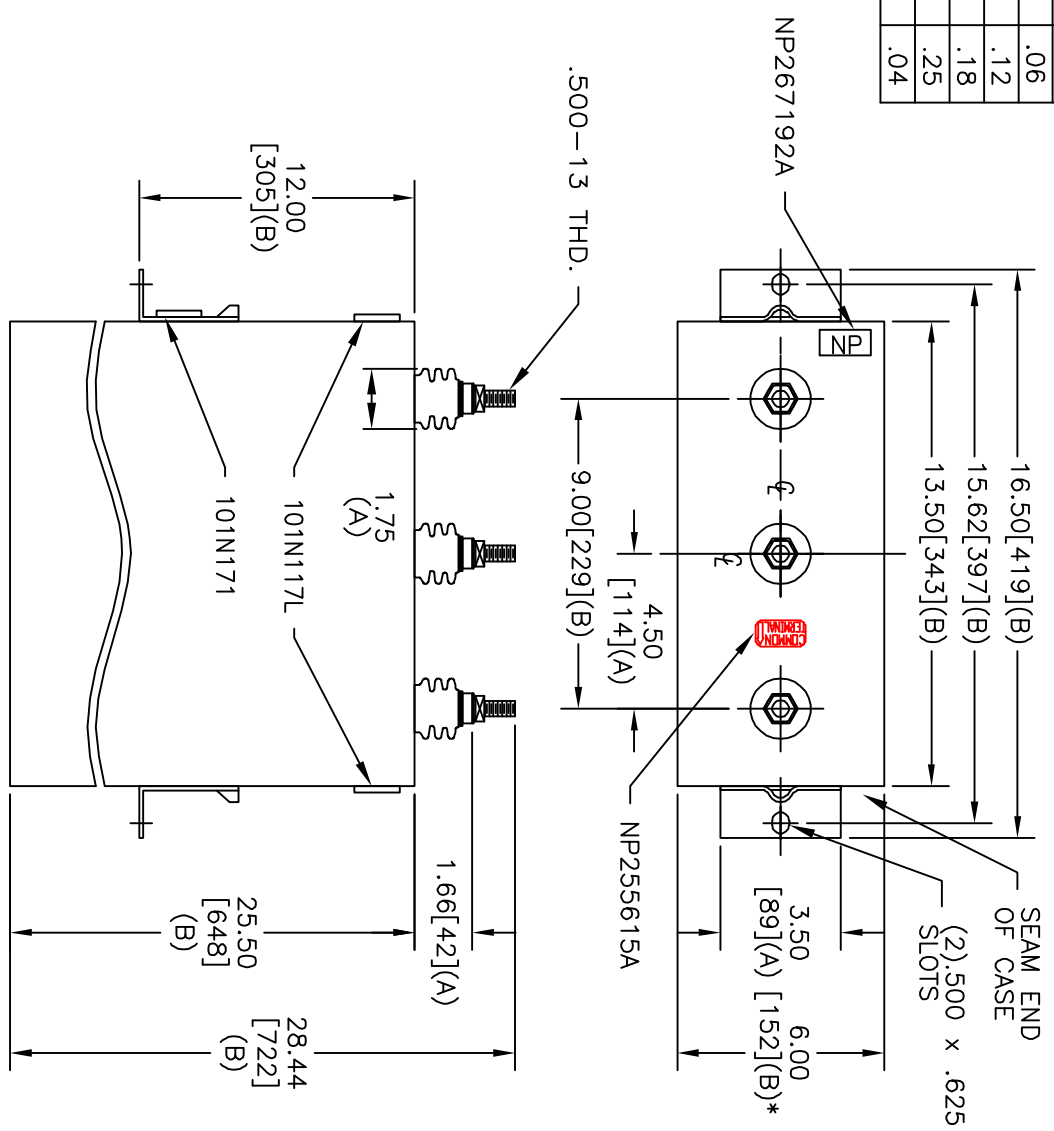 .06
.12
.18
.25
.04
NP267192A
.500-13 THD.
16.50[419](B)
15.62[397](B)
13.50[343](B)
NP
SEAM END
OF CASE
(2).500 x .625
SLOTS
COMMON
TERMINAL
3.50
[89](A)
6.00
[152](B)*
4.50
[114](A)
9.00[229](B)
NP255615A
12.00
[305](B)
1.75
(A)
101N117L
101N171
1.66[42](A)
25.50
[648]
(B)
28.44
[722]
(B)